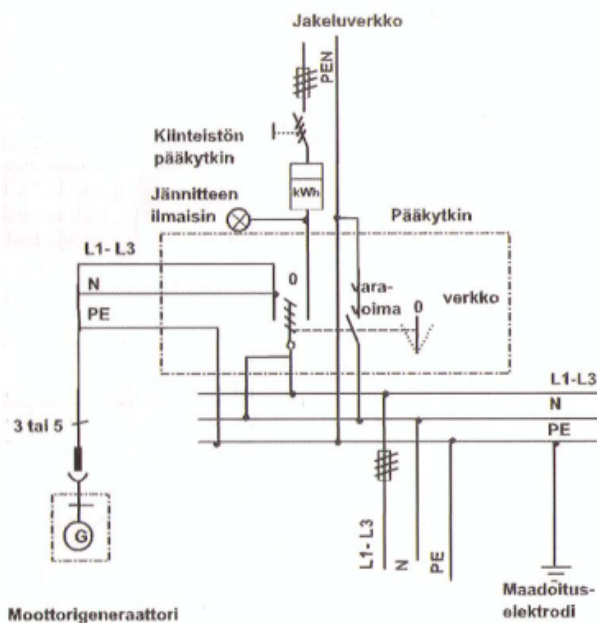 Jakeluverkko
PEN
Kiinteistön
pääkytkin
kWh
Jännitteen
ilmaisin
Pääkytkin
L1- L3
N
PE
0
vara-
voima
0
verkko
L1-L3
N
PE
3 tai 5
G
L1- L3
N
PE
Maadoitus-
elektrodi
Moottorigeneraattori